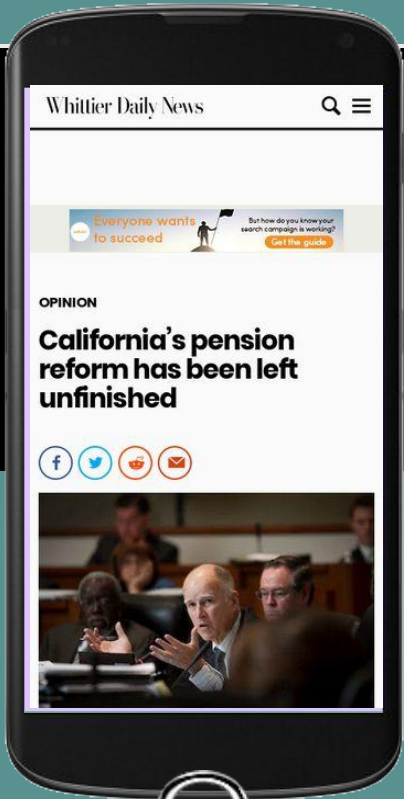 Whittier Daily News
Everyone wants
to succeed
But how do you know your
search campaign is working?
Get the guide
OPINION
California's pension
reform has been left
unfinished